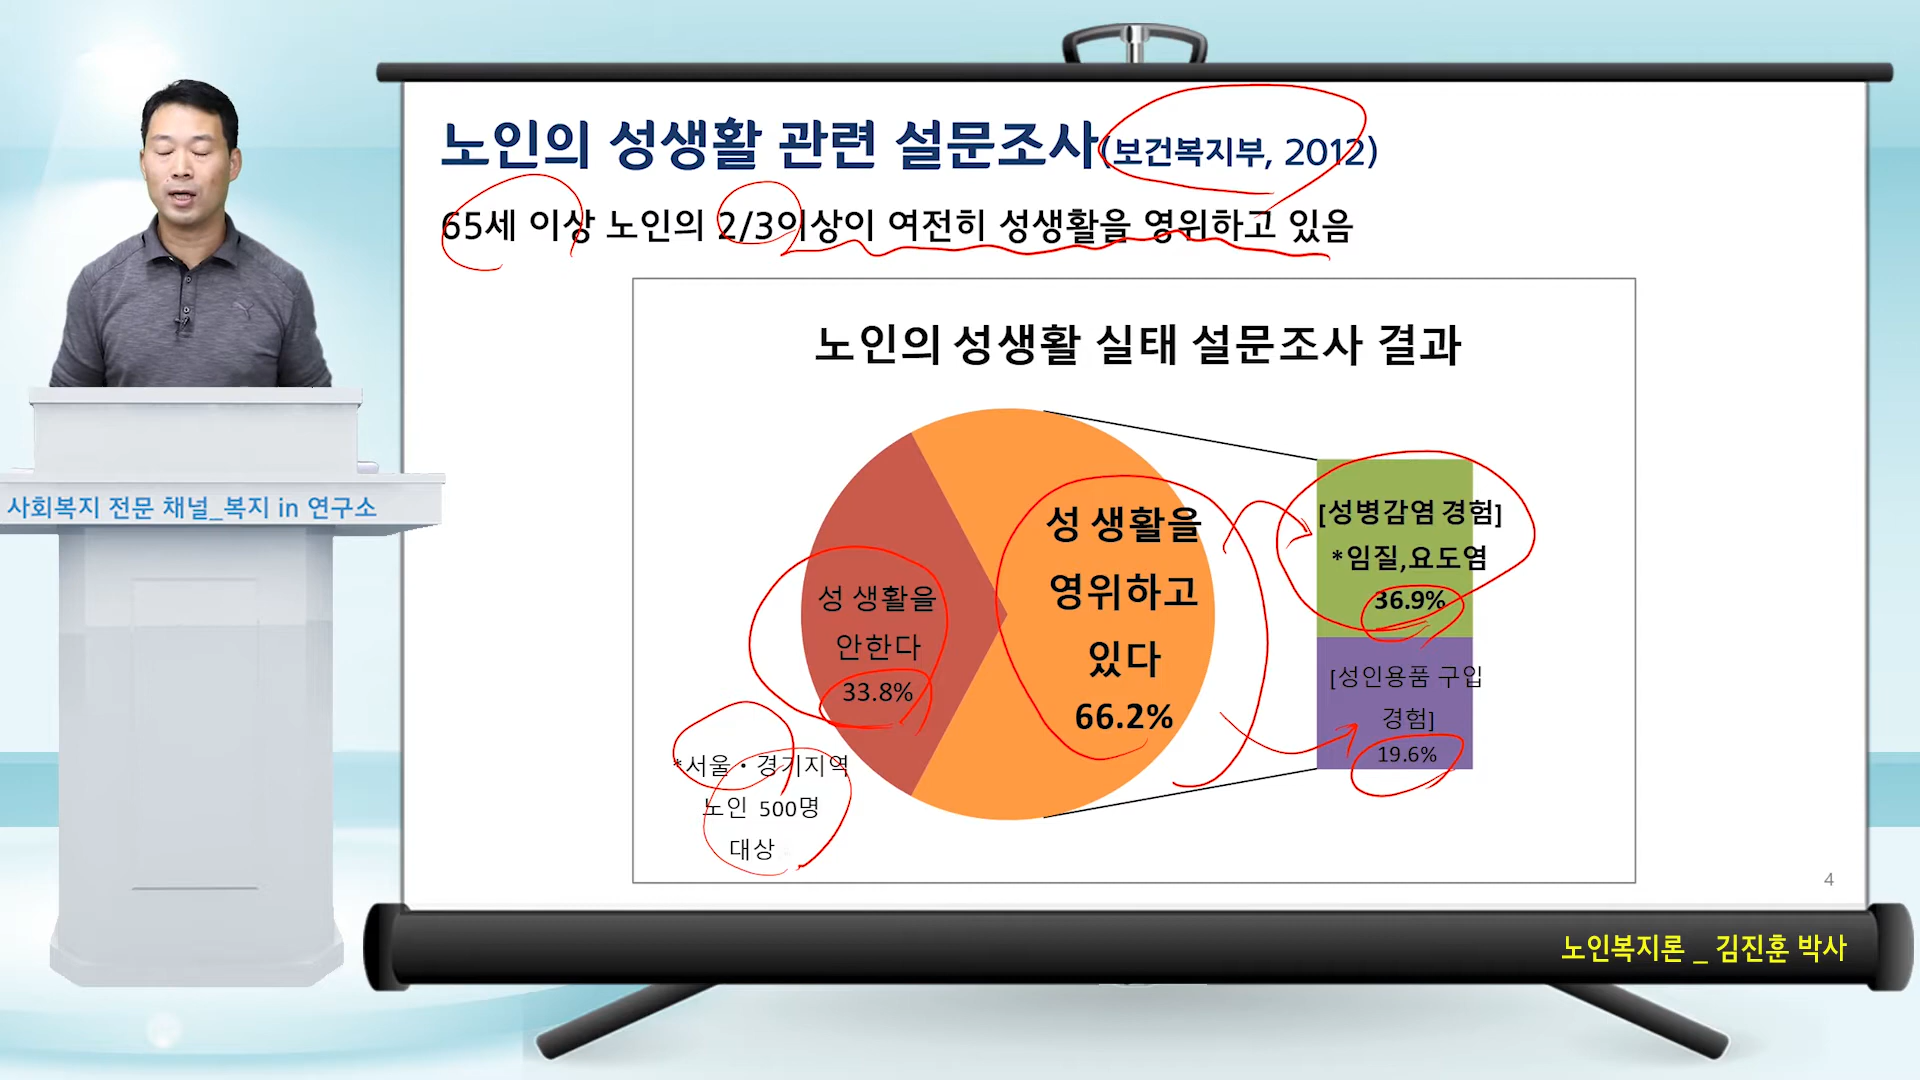 노인의 성생활 관련 설문조사(보건복지부, 2012)
65세 이상 노인의 2/3이상이 여전히 성생활을 영위하고 있음
노인의 성생활 실태 설문조사 결과
성 생활을
영위하고
있다
66.2%
성 생활을
안한다
33.8%
[성병감염 경험]
*임질,요도염
36.9%
[성인용품 구입
경험]
19.6%
*서울·경기지역
노인 500명
대상
4
사회복지 전문 채널_복지 in 연구소
노인복지론 _ 김진훈 박사